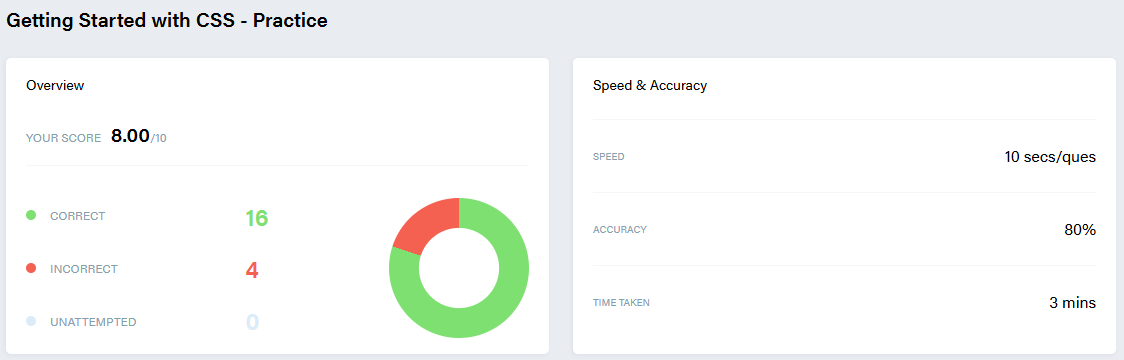 Getting Started with CSS - Practice
Overview
YOUR SCORE 8.00/10
CORRECT 16
INCORRECT 4
UNATTEMPTED 0
Speed & Accuracy
SPEED 10 secs/ques
ACCURACY 80%
TIME TAKEN 3 mins